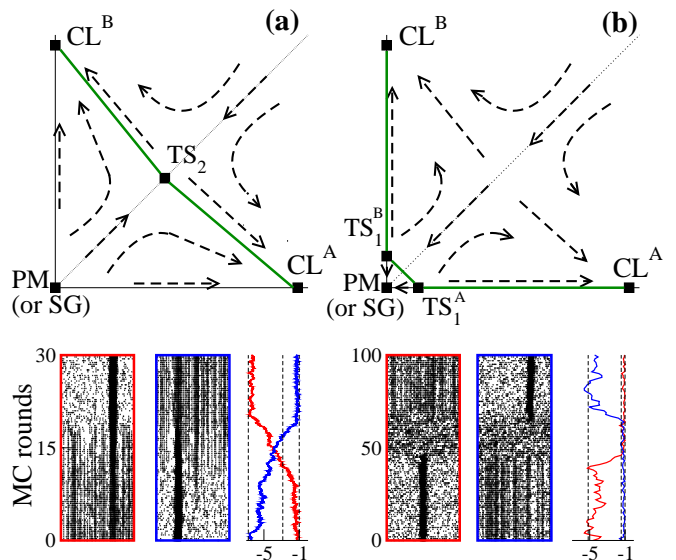 (a)
CL^B
TS_2
CL^A
PM
(or SG)
(b)
CL^B
TS_1^B
PM
(or SG)
TS_1^A
CL^A
MC rounds
30
15
0
-5 -1
100
50
0
-5 -1